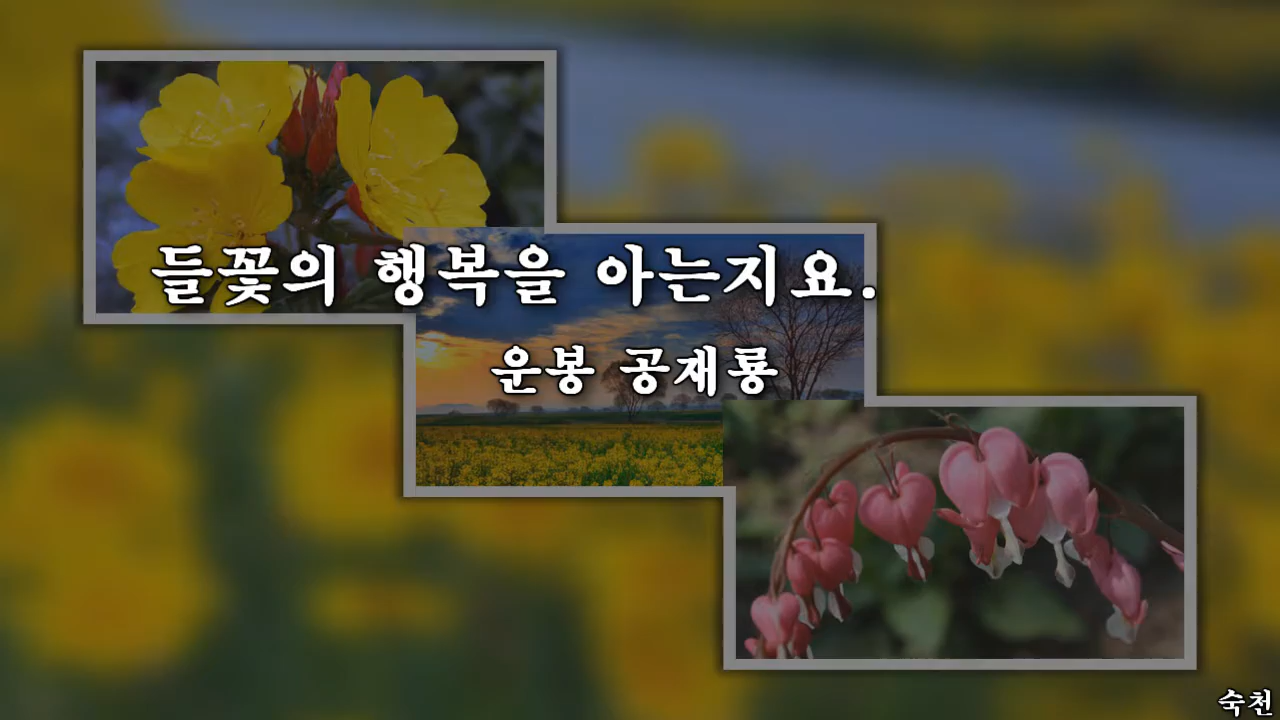 들꽃의 행복을 아는지요.
운봉 공재룡
숙천